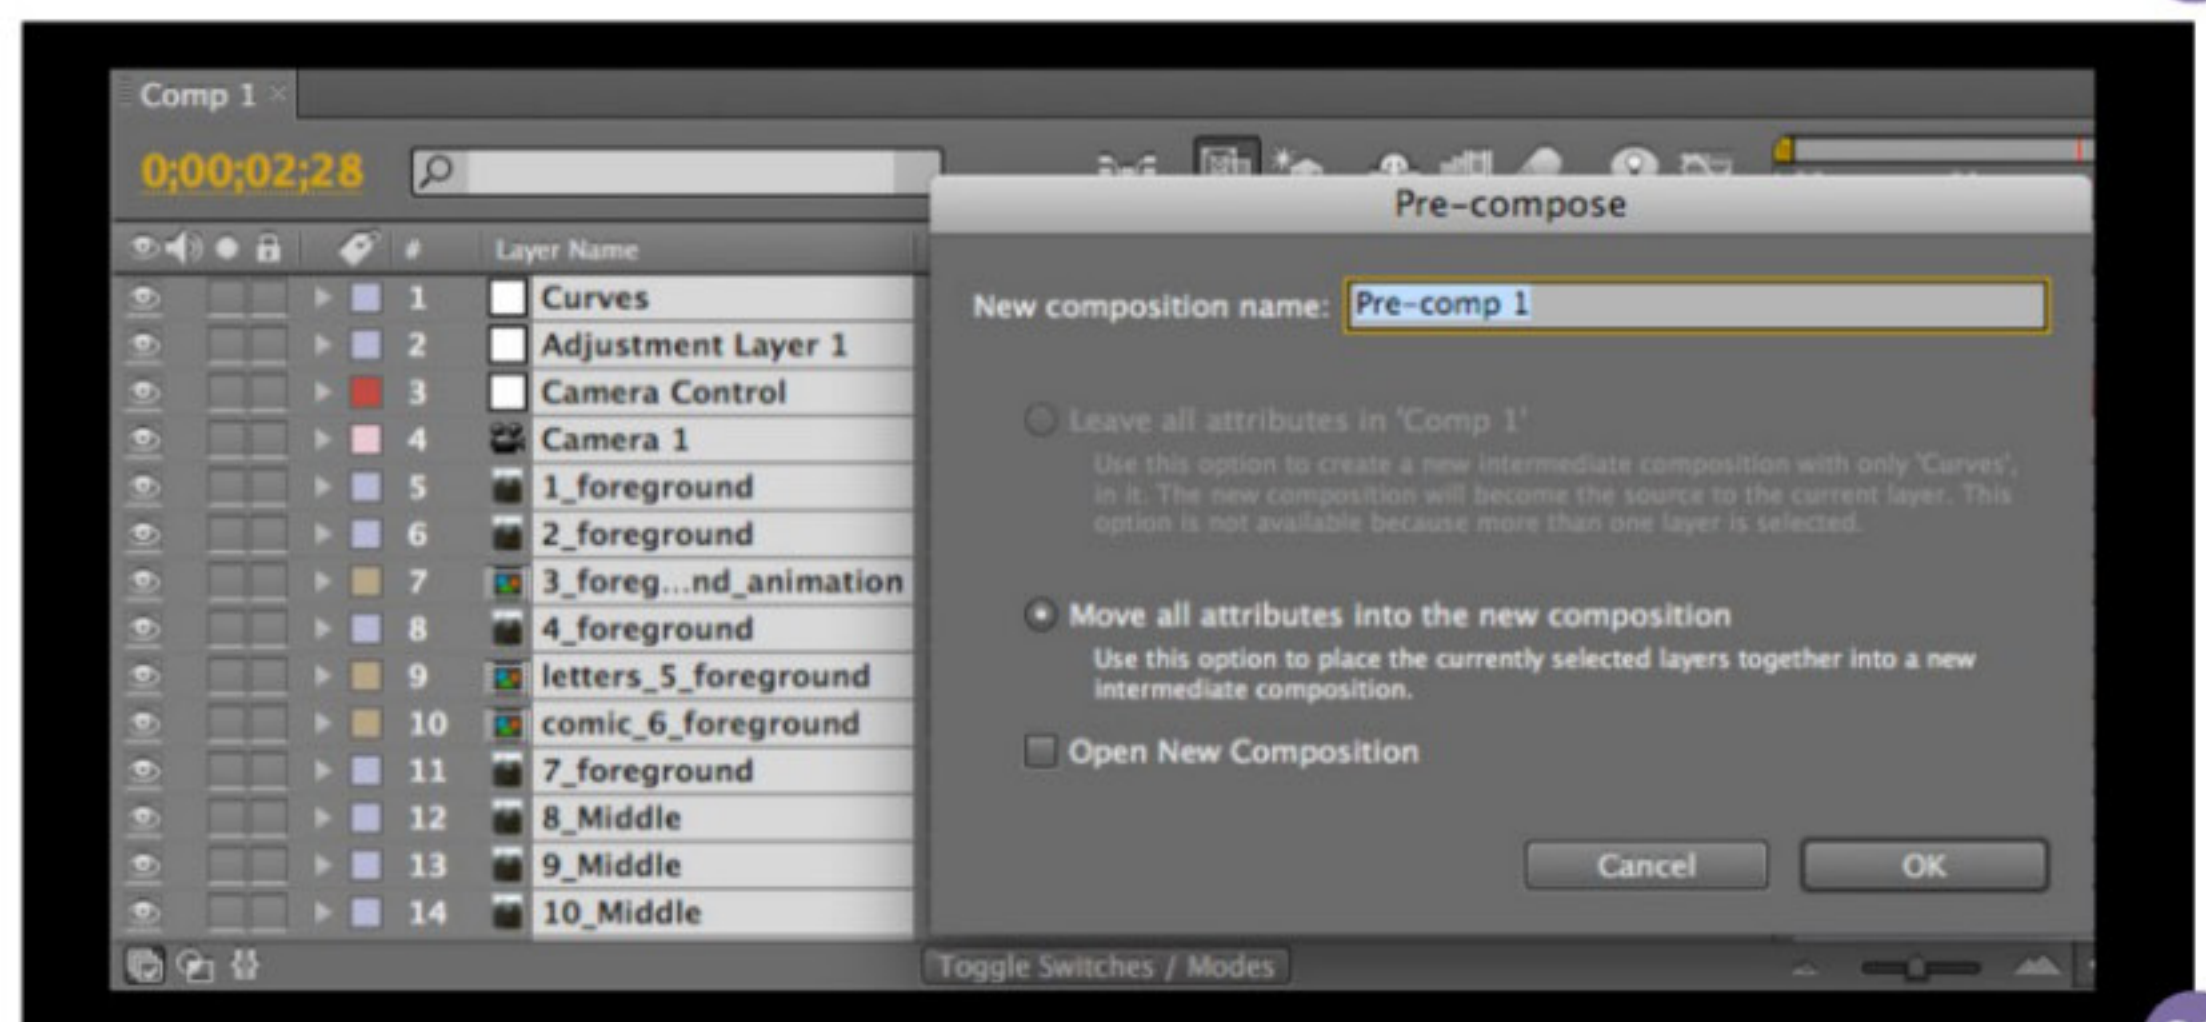 Comp 1
0;00;02;28
# Layer Name
1 Curves
2 Adjustment Layer 1
3 Camera Control
4 Camera 1
5 1_foreground
6 2_foreground
7 3_foreg...nd_animation
8 4_foreground
9 letters_5_foreground
10 comic_6_foreground
11 7_foreground
12 8_Middle
13 9_Middle
14 10_Middle
Toggle Switches / Modes
Pre-compose
New composition name: Pre-comp 1
Leave all attributes in 'Comp 1'
Use this option to create a new intermediate composition with only 'Curves',
in it. The new composition will become the source to the current layer. This
option is not available because more than one layer is selected.
Move all attributes into the new composition
Use this option to place the currently selected layers together into a new
intermediate composition.
Open New Composition
Cancel OK